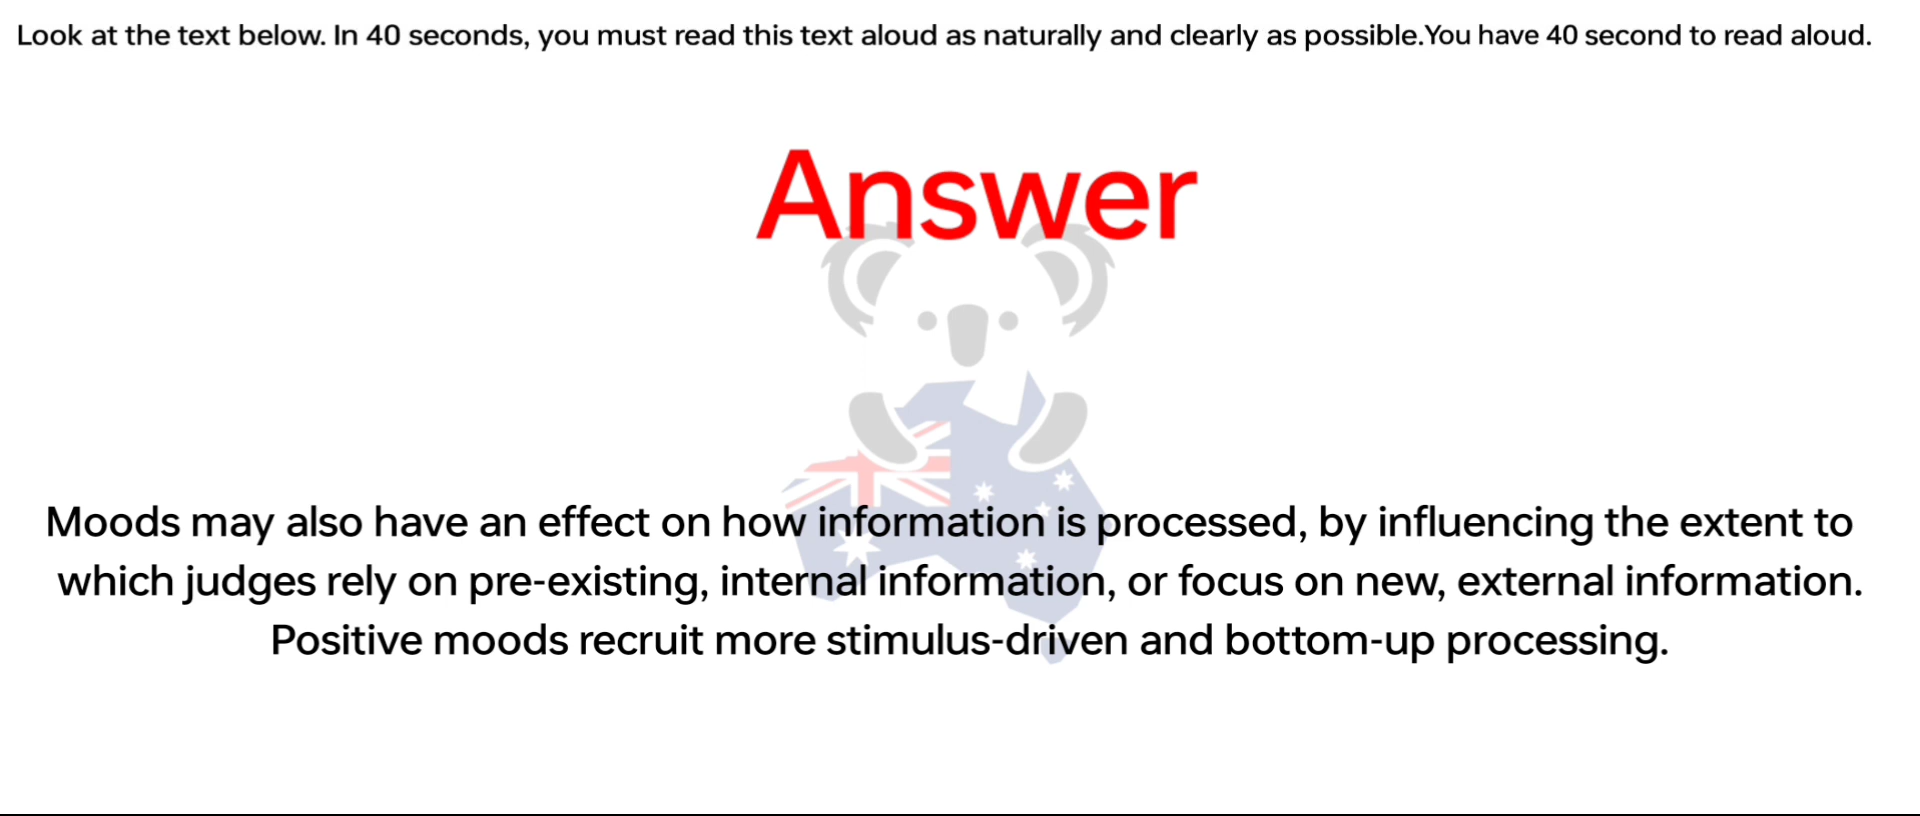 Look at the text below. In 40 seconds, you must read this text aloud as naturally and clearly as possible.You have 40 second to read aloud.
Answer
Moods may also have an effect on how information is processed, by influencing the extent to
which judges rely on pre-existing, internal information, or focus on new, external information.
Positive moods recruit more stimulus-driven and bottom-up processing.